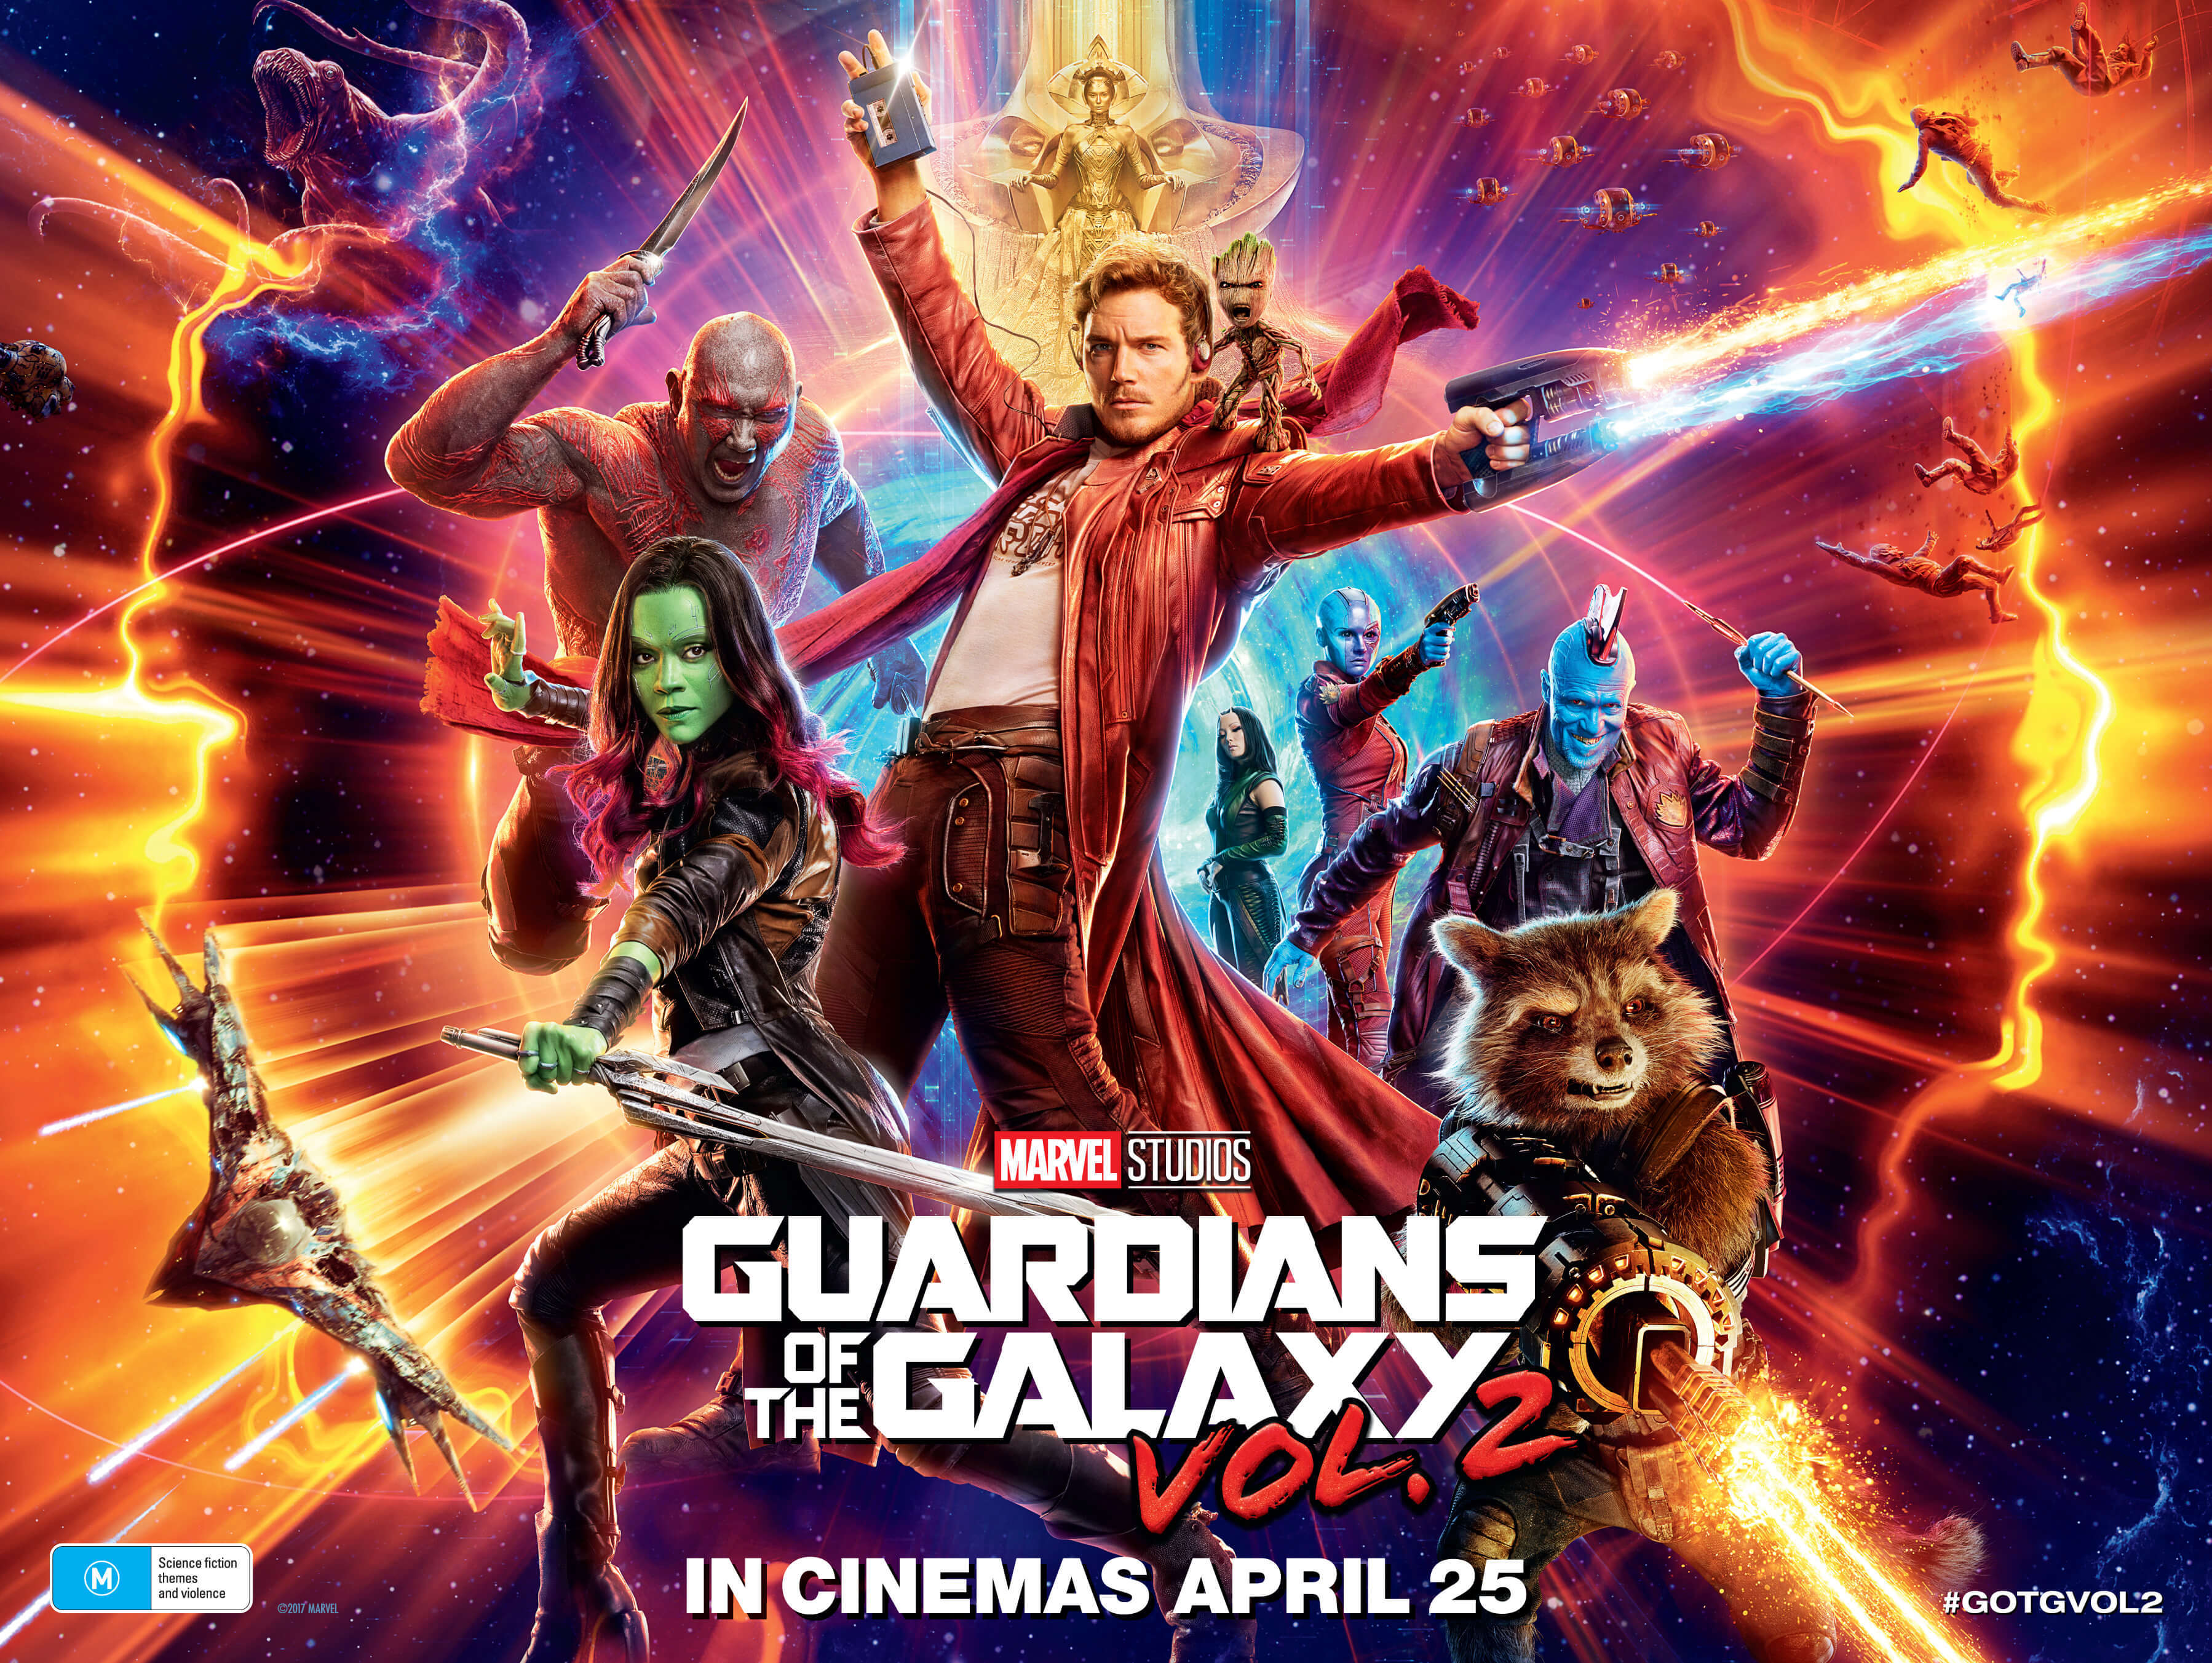 MARVEL STUDIOS
GUARDIANS
OF THE GALAXY
VOL. 2
IN CINEMAS APRIL 25
M
Science fiction
themes
and violence
©2017 MARVEL
#GOTGVOL2